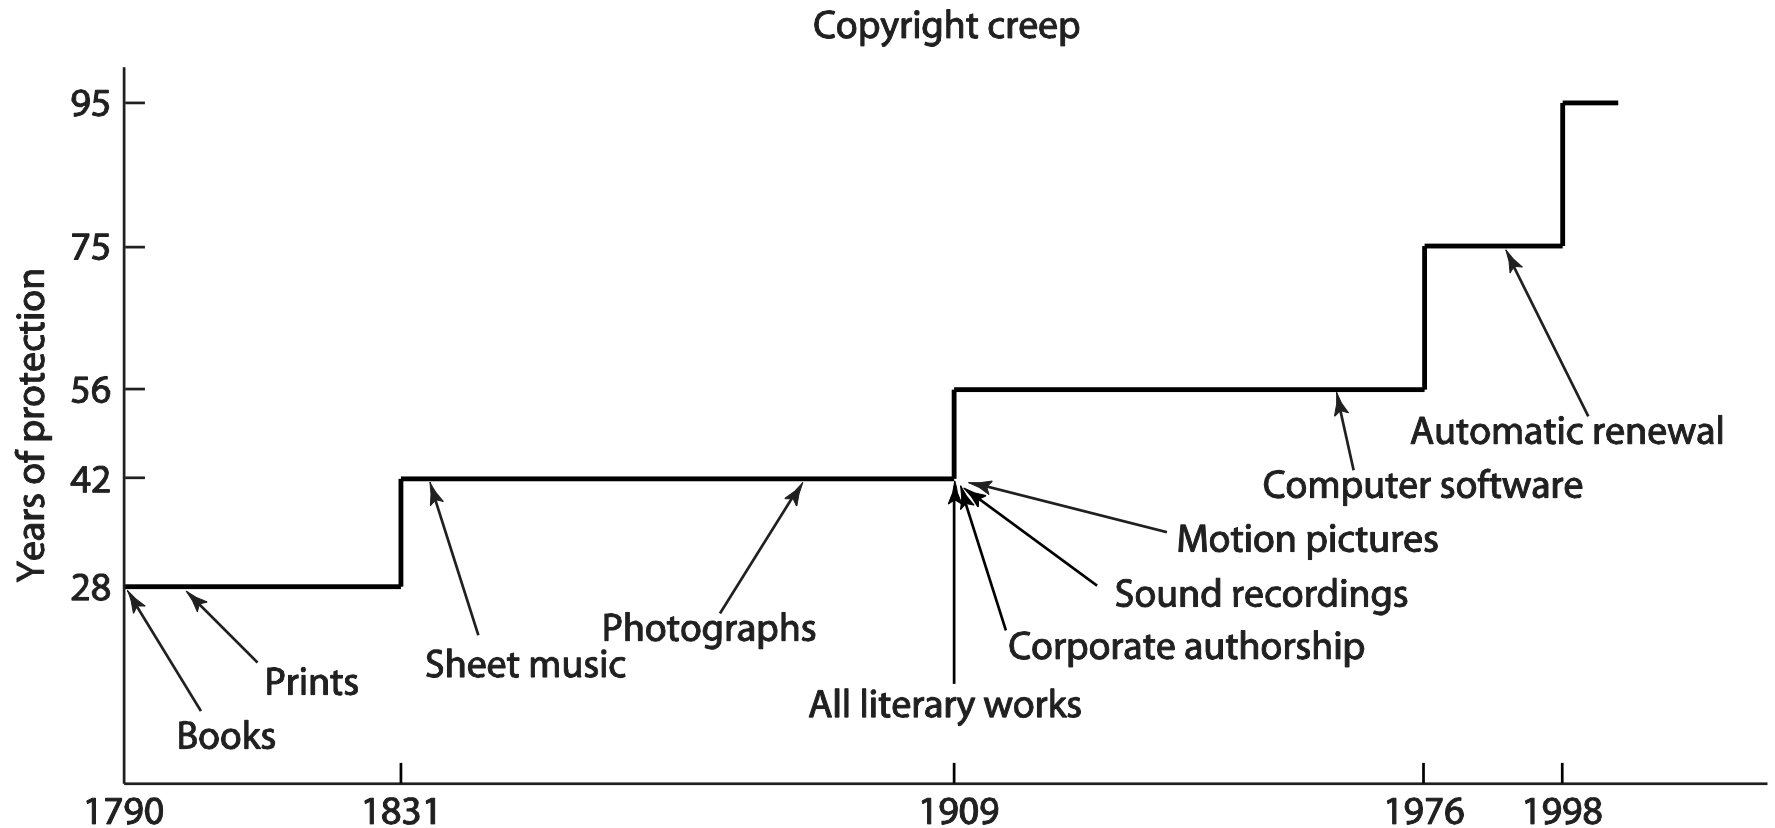 Copyright creep
Years of protection
95
75
56
42
28
Automatic renewal
Computer software
Motion pictures
Sound recordings
Photographs
Corporate authorship
Sheet music
Prints
All literary works
Books
1790
1831
1909
1976
1998